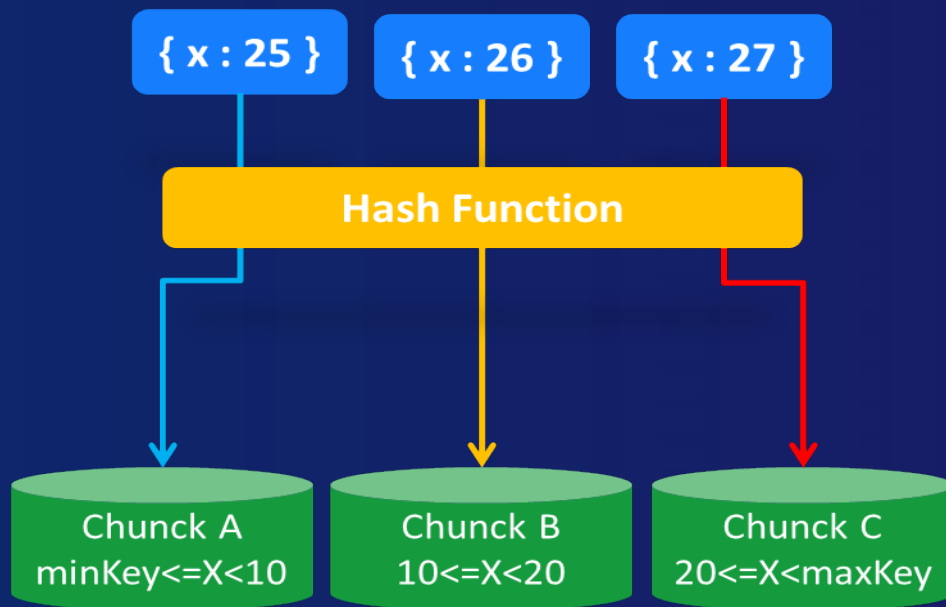 { x : 25 }
{ x : 26 }
{ x : 27 }
Hash Function
Chunck A
minKey<=X<10
Chunck B
10<=X<20
Chunck C
20<=X<maxKey